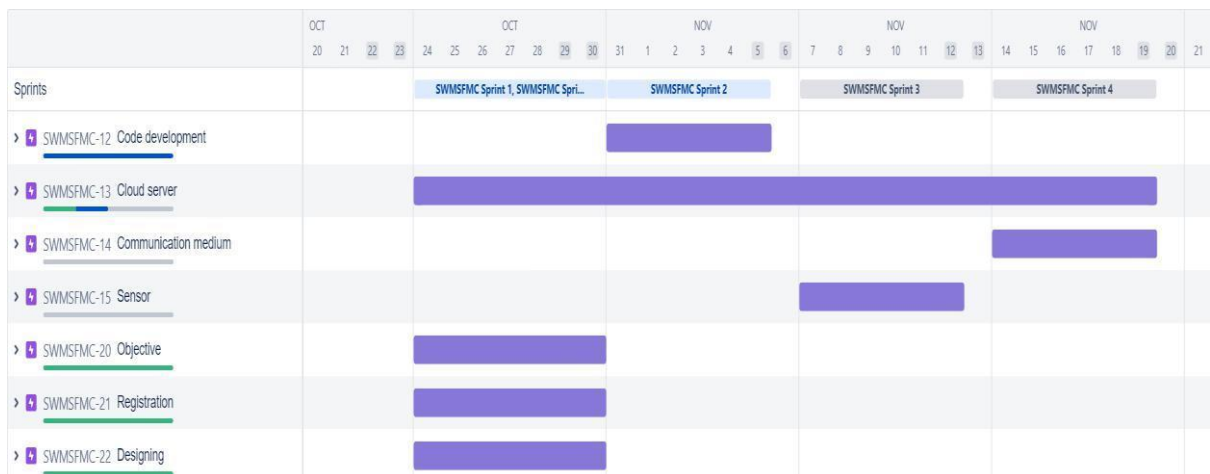 OCT OCT NOV NOV NOV
20 21 22 23 24 25 26 27 28 29 30 31 1 2 3 4 5 6 7 8 9 10 11 12 13 14 15 16 17 18 19 20 21
Sprints SWMSFMC Sprint 1, SWMSFMC Spri... SWMSFMC Sprint 2 SWMSFMC Sprint 3 SWMSFMC Sprint 4
SWMSFMC-12 Code development
SWMSFMC-13 Cloud server
SWMSFMC-14 Communication medium
SWMSFMC-15 Sensor
SWMSFMC-20 Objective
SWMSFMC-21 Registration
SWMSFMC-22 Designing